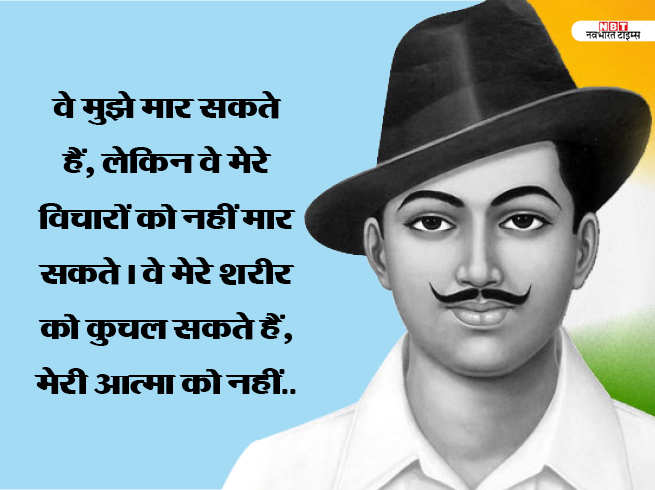 NBT
नवभारत टाइम्स
वे मुझे मार सकते
हैं, लेकिन वे मेरे
विचारों को नहीं मार
सकते। वे मेरे शरीर
को कुचल सकते हैं,
मेरी आत्मा को नहीं..